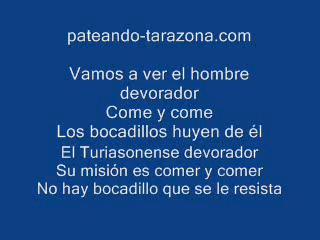 pateando-tarazona.com
Vamos a ver el hombre
devorador
Come y come
Los bocadillos huyen de él
El Turiasonense devorador
Su misión es comer y comer
No hay bocadillo que se le resista